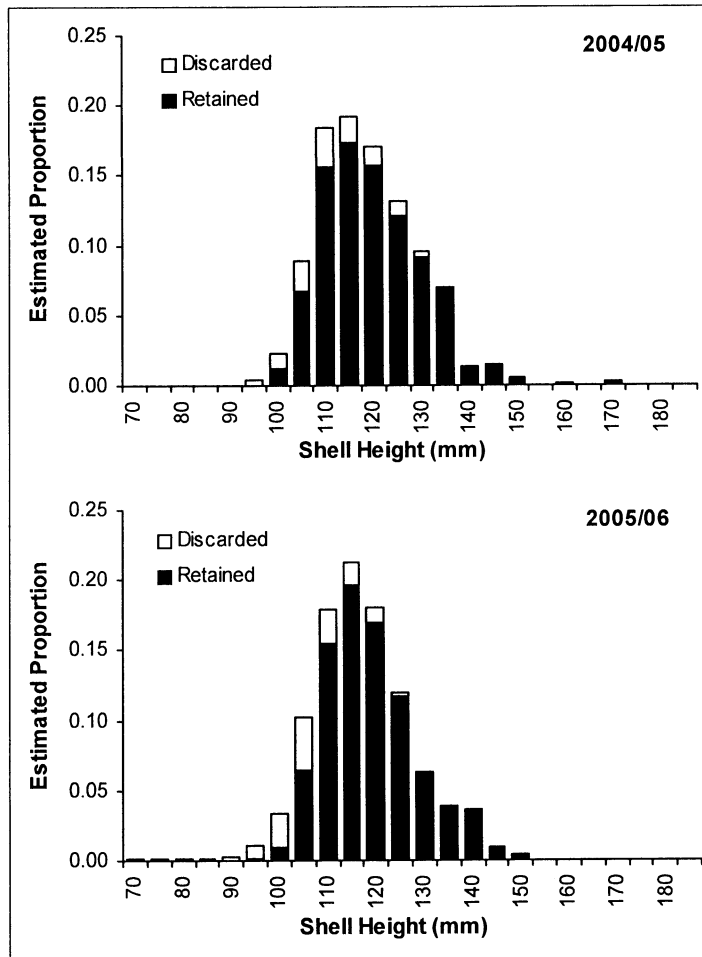 2004/05
Discarded
Retained
0.25
0.20
0.15
0.10
0.05
0.00
Estimated Proportion
70 80 90 100 110 120 130 140 150 160 170 180
Shell Height (mm)
2005/06
Discarded
Retained
0.25
0.20
0.15
0.10
0.05
0.00
Estimated Proportion
70 80 90 100 110 120 130 140 150 160 170 180
Shell Height (mm)